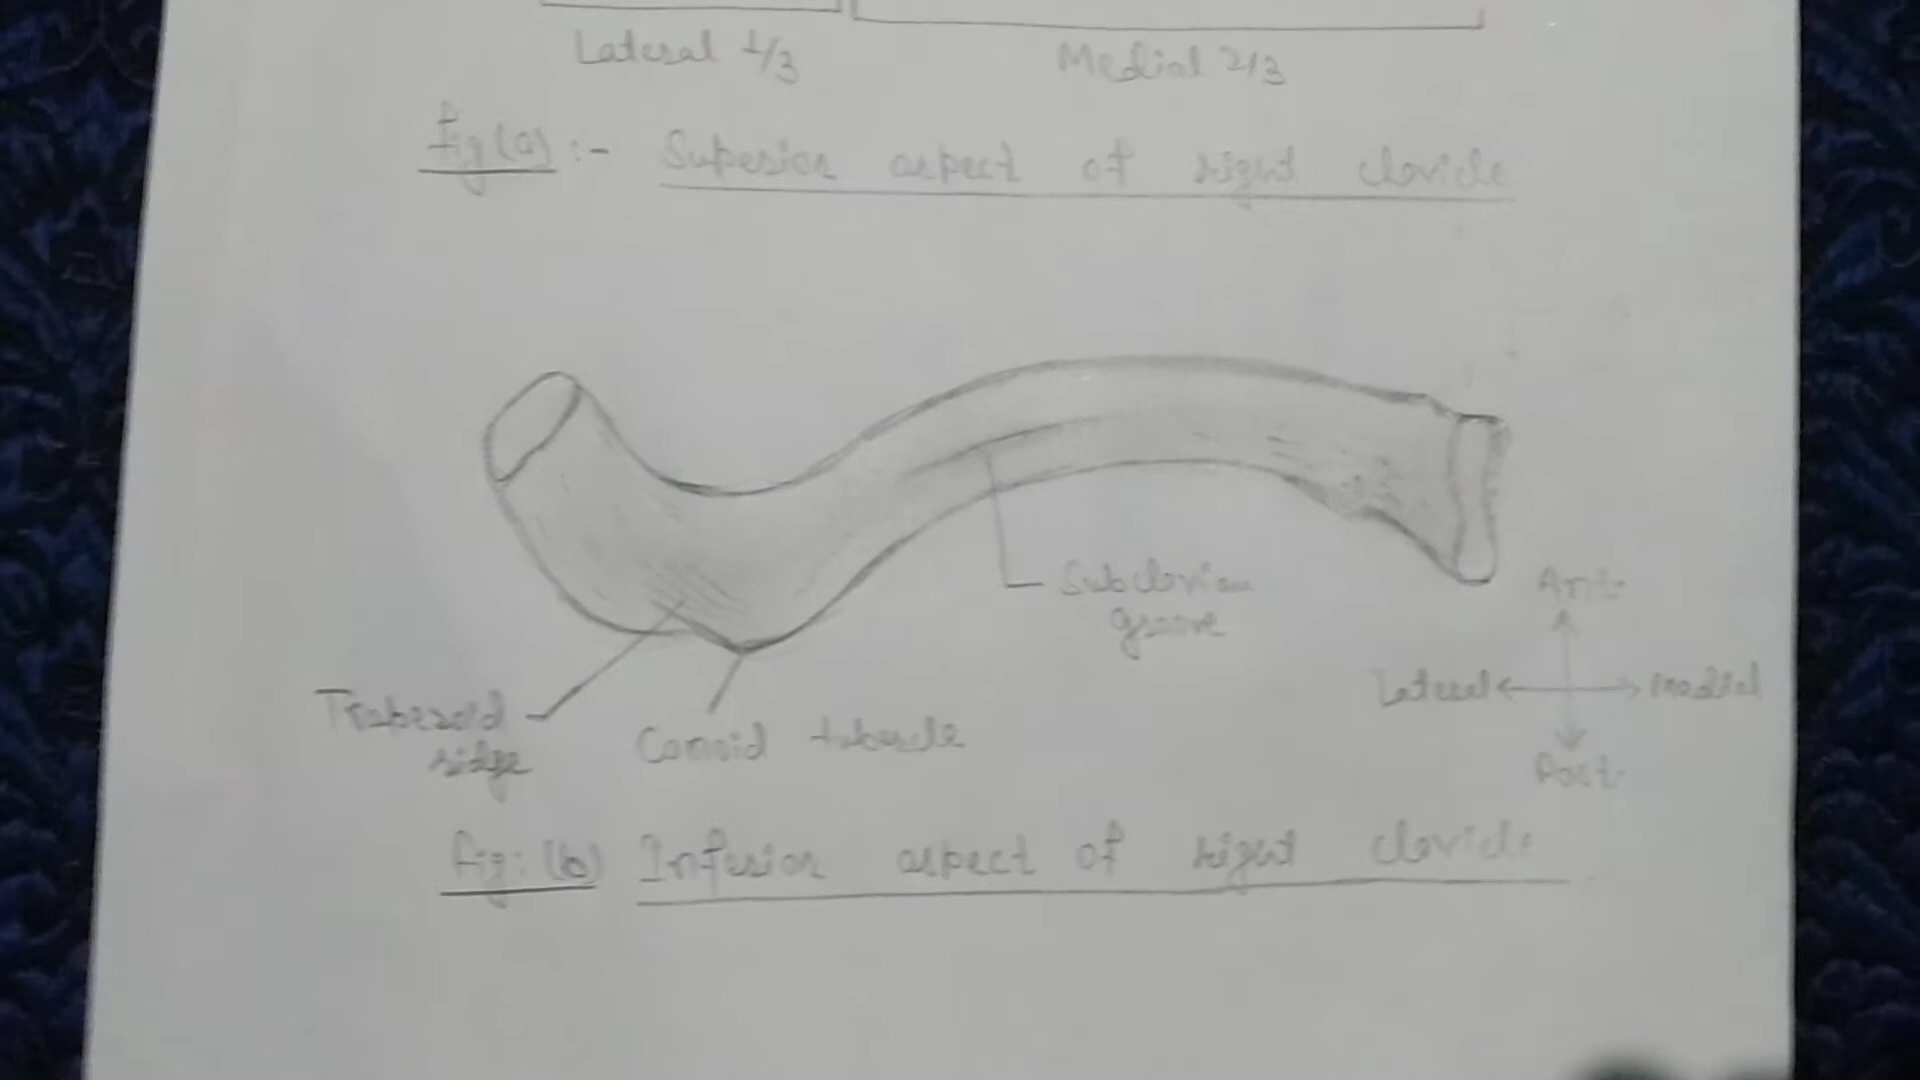 Lateral 1/3
Medial 2/3
fig(a) :- Superior aspect of right clavicle
Subclavian
groove
Ant.
Lateral
medial
Trapezoid
ridge
Conoid tubercle
Post.
fig: (b) Inferior aspect of right clavicle